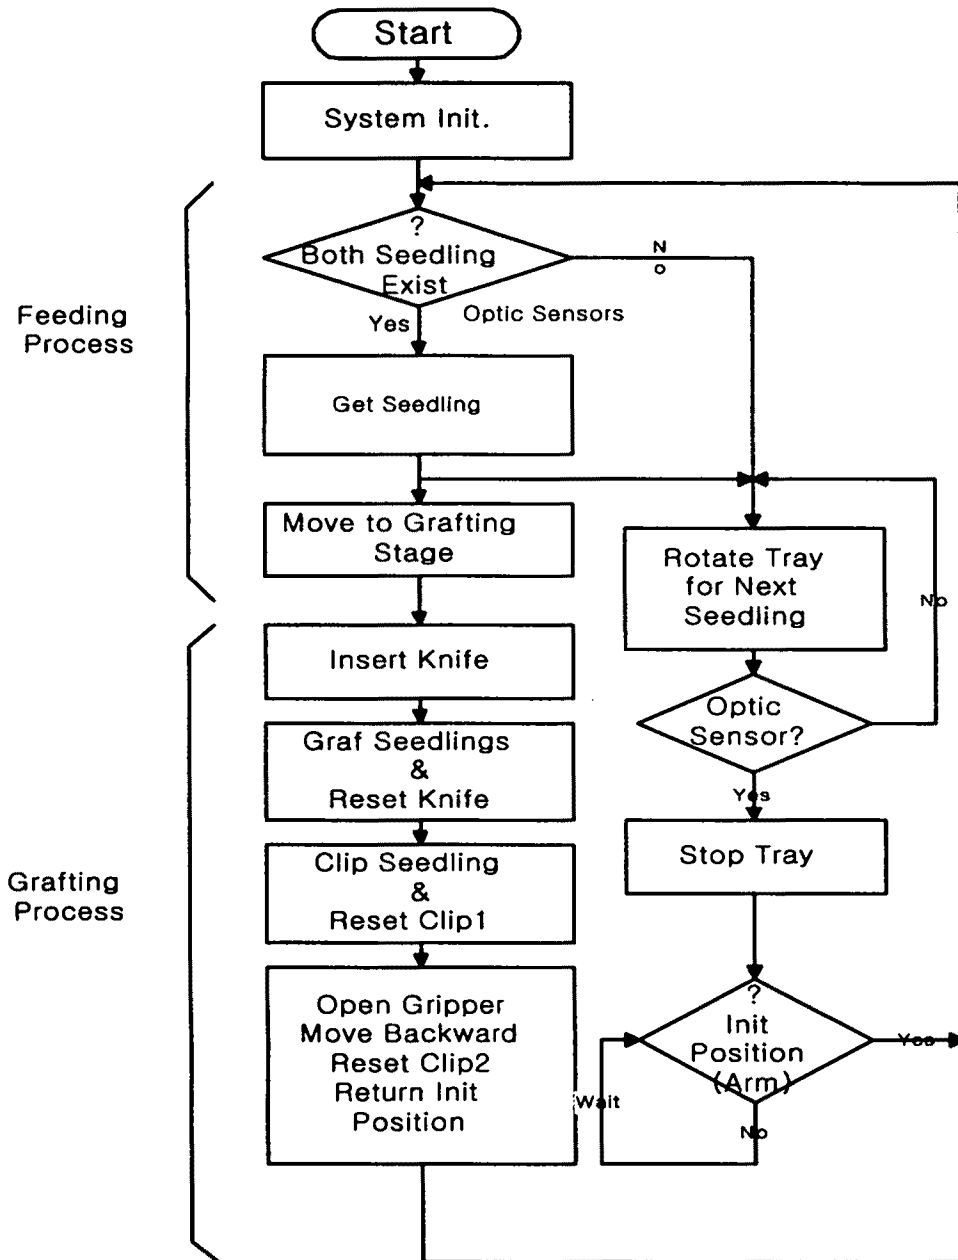 Start
System Init.
?
Both Seedling
Exist
N
o
Yes
Optic Sensors
Feeding
Process
Get Seedling
Move to Grafting
Stage
Rotate Tray
for Next
Seedling
No
Insert Knife
Optic
Sensor?
Graf Seedlings
&
Reset Knife
Yes
Stop Tray
Clip Seedling
&
Reset Clip1
Grafting
Process
Open Gripper
Move Backward
Reset Clip2
Return Init
Position
?
Init
Position
(Arm)
Yes
Wait
No